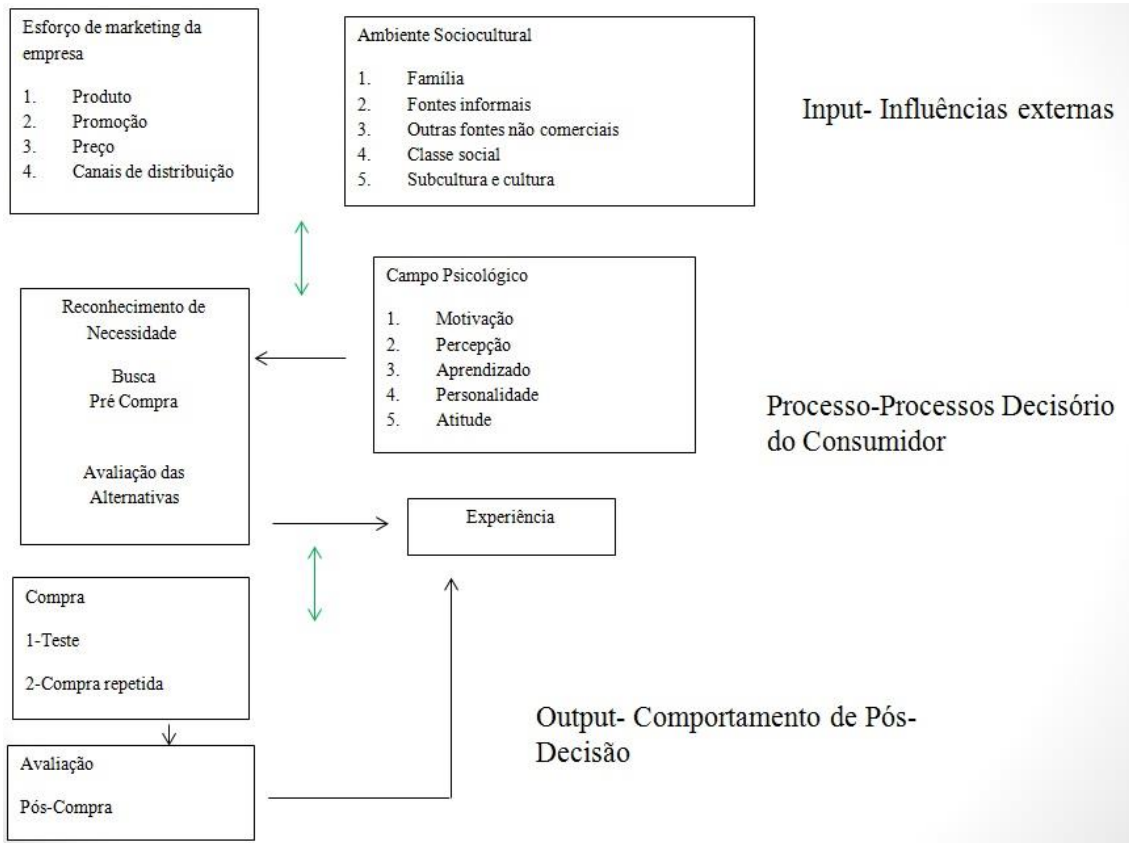 Esforço de marketing da
empresa
1. Produto
2. Promoção
3. Preço
4. Canais de distribuição
Ambiente Sociocultural
1. Família
2. Fontes informais
3. Outras fontes não comerciais
4. Classe social
5. Subcultura e cultura
Input- Influências externas
Reconhecimento de
Necessidade
Busca
Pré Compra
Avaliação das
Alternativas
Campo Psicológico
1. Motivação
2. Percepção
3. Aprendizado
4. Personalidade
5. Atitude
Processo-Processos Decisório
do Consumidor
Experiência
Compra
1-Teste
2-Compra repetida
Avaliação
Pós-Compra
Output- Comportamento de Pós-
Decisão